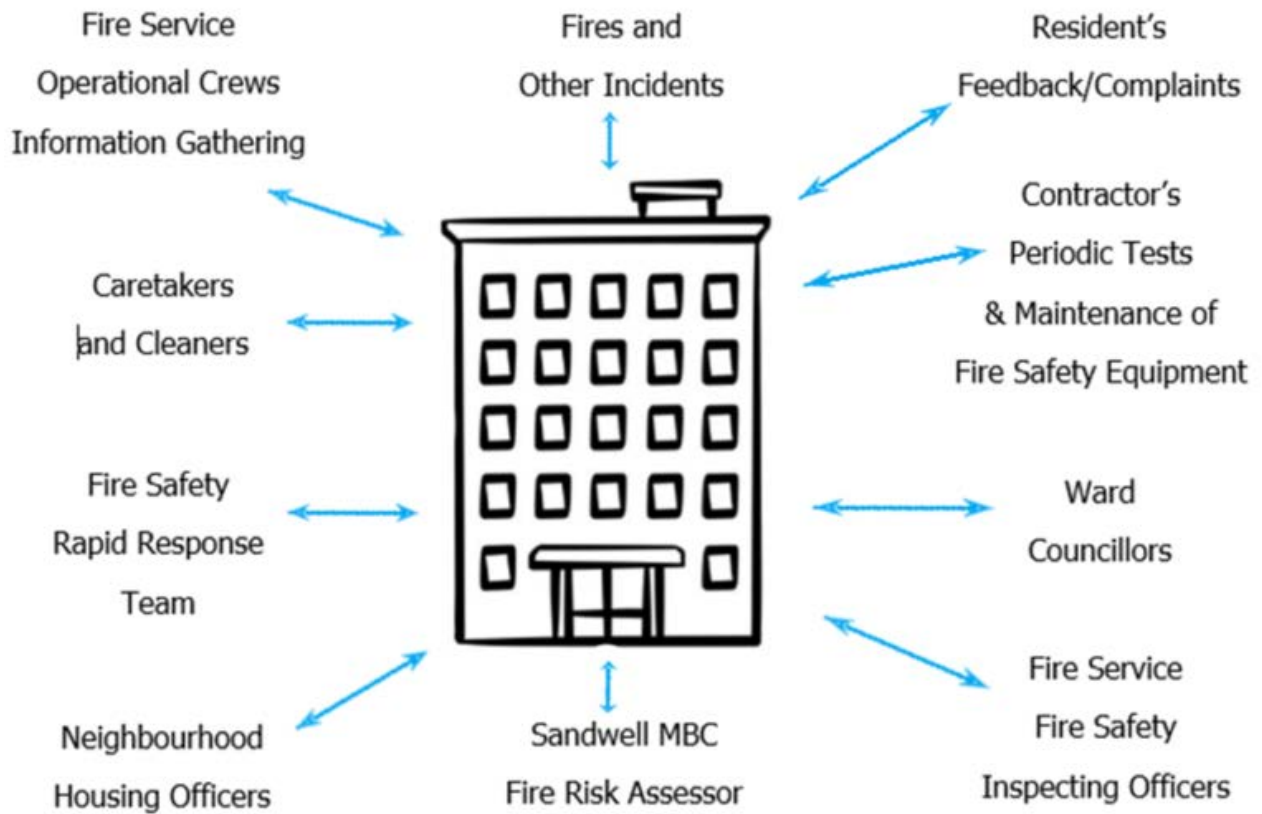 Fire Service
Operational Crews
Information Gathering
Fires and
Other Incidents
Resident's
Feedback/Complaints
Contractor's
Periodic Tests
& Maintenance of
Fire Safety Equipment
Caretakers
and Cleaners
Fire Safety
Rapid Response
Team
Ward
Councillors
Neighbourhood
Housing Officers
Sandwell MBC
Fire Risk Assessor
Fire Service
Fire Safety
Inspecting Officers